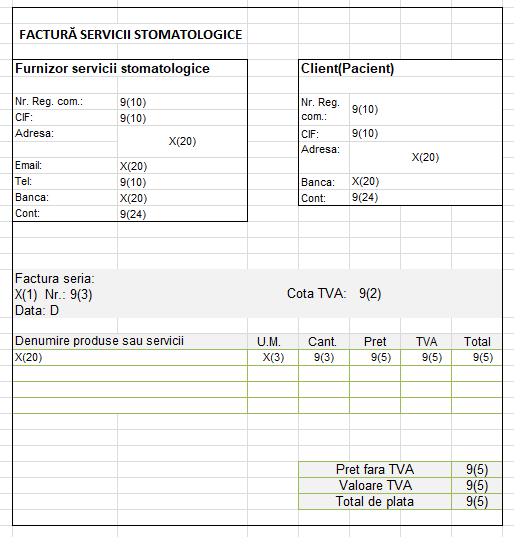 FACTURĂ SERVICII STOMATOLOGICE
Furnizor servicii stomatologice
Nr. Reg. com.: 9(10)
CIF: 9(10)
Adresa: X(20)
Email: X(20)
Tel: 9(10)
Banca: X(20)
Cont: 9(24)
Client(Pacient)
Nr. Reg. com.: 9(10)
CIF: 9(10)
Adresa: X(20)
Banca: X(20)
Cont: 9(24)
Factura seria:
X(1) Nr.: 9(3) Cota TVA: 9(2)
Data: D
Denumire produse sau servicii U.M. Cant. Pret TVA Total
X(20) X(3) 9(3) 9(5) 9(5) 9(5)
Pret fara TVA 9(5)
Valoare TVA 9(5)
Total de plata 9(5)